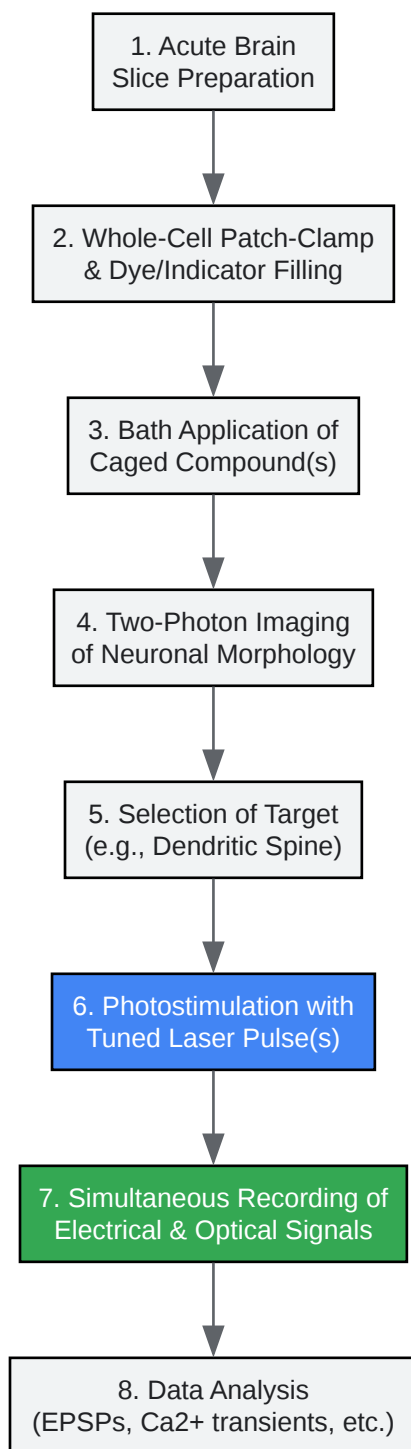 1. Acute Brain
Slice Preparation
2. Whole-Cell Patch-Clamp
& Dye/Indicator Filling
3. Bath Application of
Caged Compound(s)
4. Two-Photon Imaging
of Neuronal Morphology
5. Selection of Target
(e.g., Dendritic Spine)
6. Photostimulation with
Tuned Laser Pulse(s)
7. Simultaneous Recording of
Electrical & Optical Signals
8. Data Analysis
(EPSPs, Ca2+ transients, etc.)